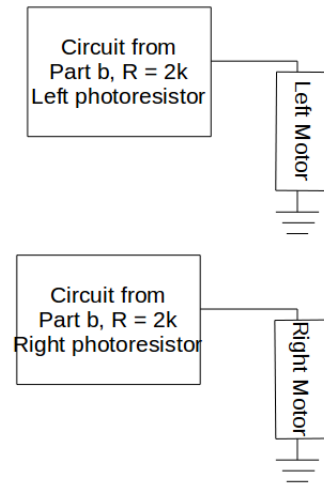 Circuit from
Part b, R = 2k
Left photoresistor
Left Motor
Circuit from
Part b, R = 2k
Right photoresistor
Right Motor